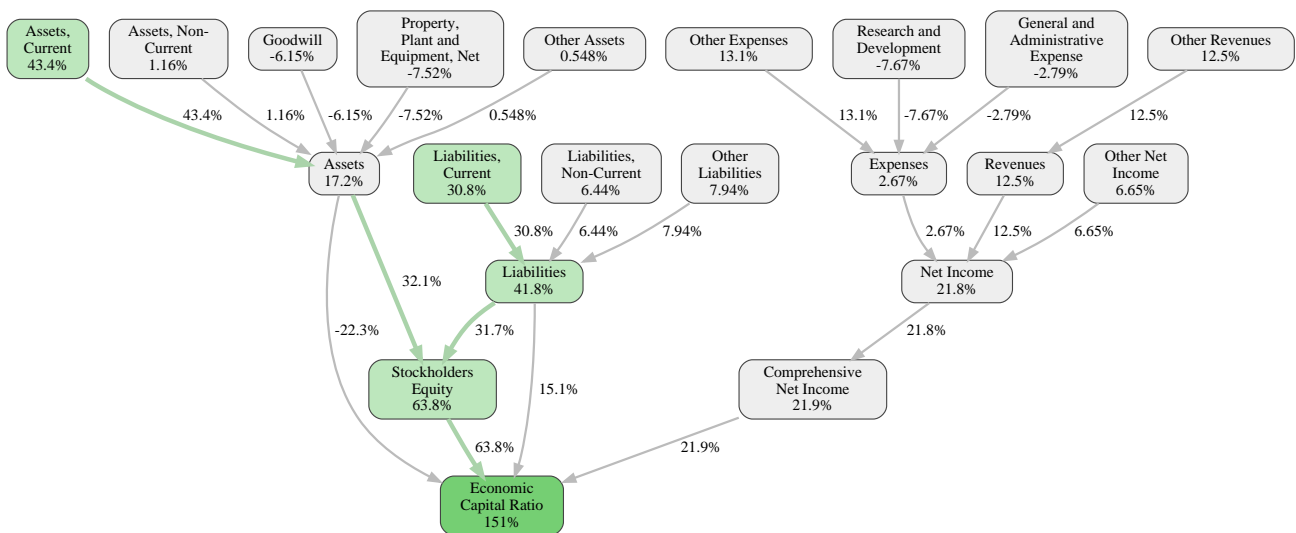 Assets,
Current
43.4%
Assets, Non-
Current
1.16%
Goodwill
-6.15%
Property,
Plant and
Equipment, Net
-7.52%
Other Assets
0.548%
Other Expenses
13.1%
Research and
Development
-7.67%
General and
Administrative
Expense
-2.79%
Other Revenues
12.5%
43.4%
1.16%
-6.15%
-7.52%
0.548%
13.1%
-7.67%
-2.79%
12.5%
Assets
17.2%
Liabilities,
Current
30.8%
Liabilities,
Non-Current
6.44%
Other
Liabilities
7.94%
Expenses
2.67%
Revenues
12.5%
Other Net
Income
6.65%
30.8%
6.44%
7.94%
2.67%
12.5%
6.65%
32.1%
Liabilities
41.8%
Net Income
21.8%
-22.3%
31.7%
21.8%
Stockholders
Equity
63.8%
15.1%
Comprehensive
Net Income
21.9%
63.8%
21.9%
Economic
Capital Ratio
151%